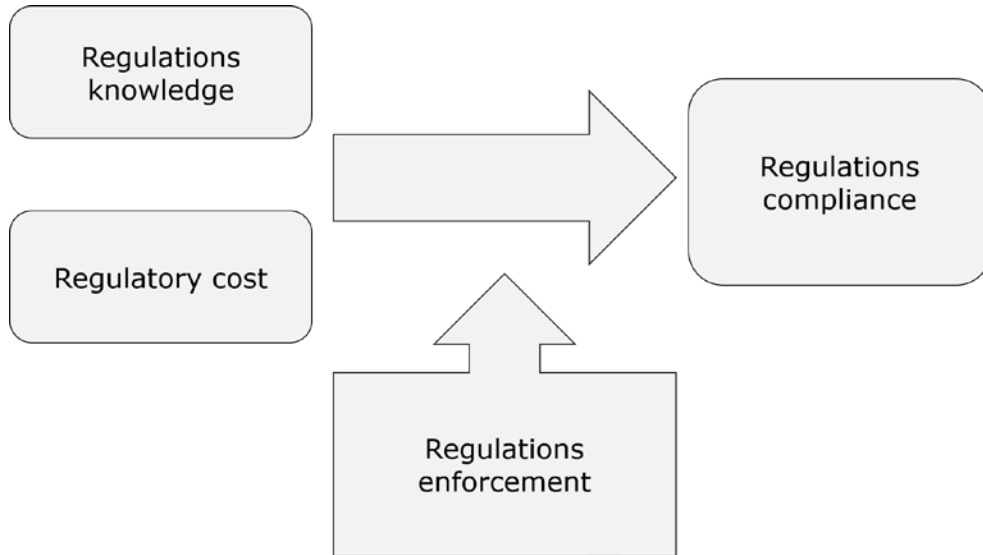 Regulations
knowledge
Regulatory cost
Regulations
compliance
Regulations
enforcement